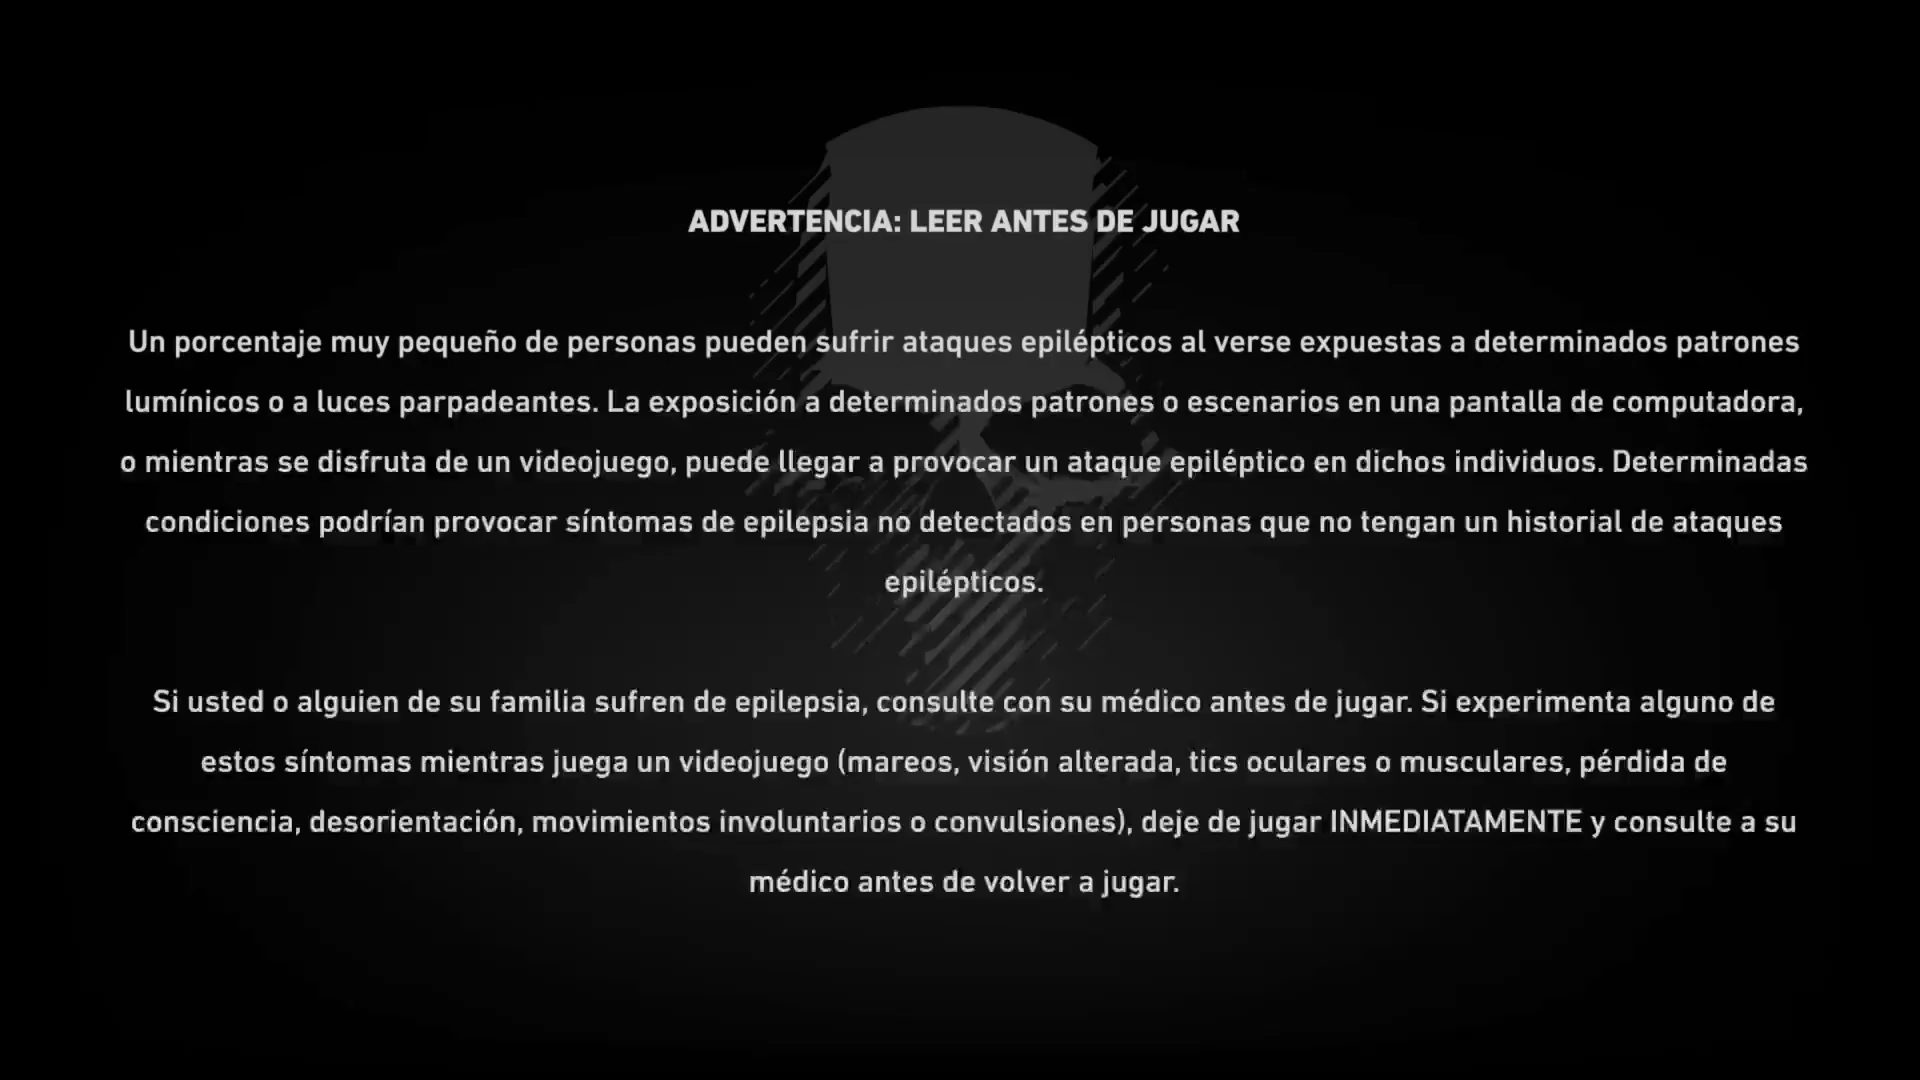 ADVERTENCIA: LEER ANTES DE JUGAR
Un porcentaje muy pequeño de personas pueden sufrir ataques epilépticos al verse expuestas a determinados patrones
lumínicos o a luces parpadeantes. La exposición a determinados patrones o escenarios en una pantalla de computadora,
o mientras se disfruta de un videojuego, puede llegar a provocar un ataque epiléptico en dichos individuos. Determinadas
condiciones podrían provocar síntomas de epilepsia no detectados en personas que no tengan un historial de ataques
epilépticos.
Si usted o alguien de su familia sufren de epilepsia, consulte con su médico antes de jugar. Si experimenta alguno de
estos síntomas mientras juega un videojuego (mareos, visión alterada, tics oculares o musculares, pérdida de
consciencia, desorientación, movimientos involuntarios o convulsiones), deje de jugar INMEDIATAMENTE y consulte a su
médico antes de volver a jugar.